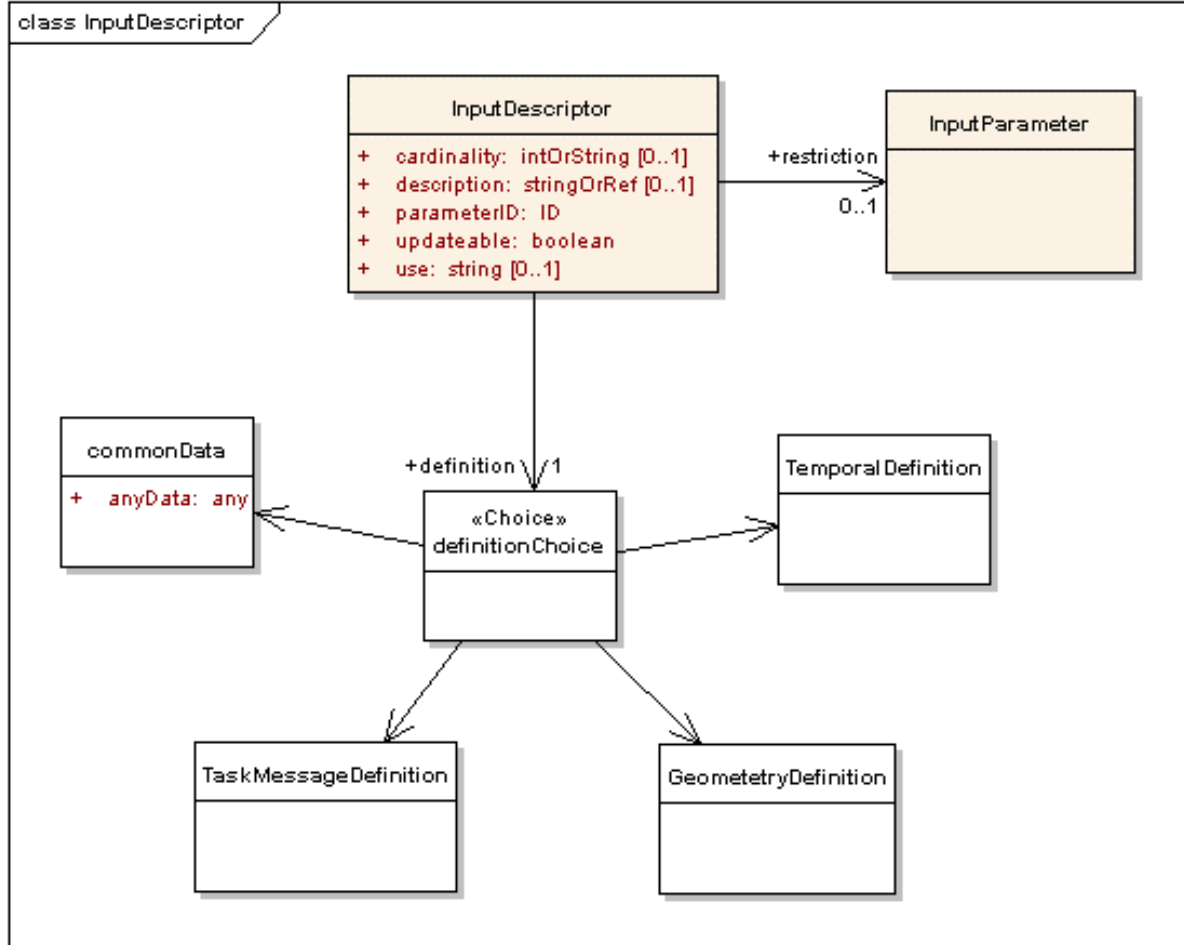 class InputDescriptor
InputDescriptor
+ cardinality: intOrString [0..1]
+ description: stringOrRef [0..1]
+ parameterID: ID
+ updateable: boolean
+ use: string [0..1]
+restriction
0..1
InputParameter
commonData
+ anyData: any
+definition 1
«Choice»
definitionChoice
TemporalDefinition
TaskMessageDefinition
GeometetryDefinition